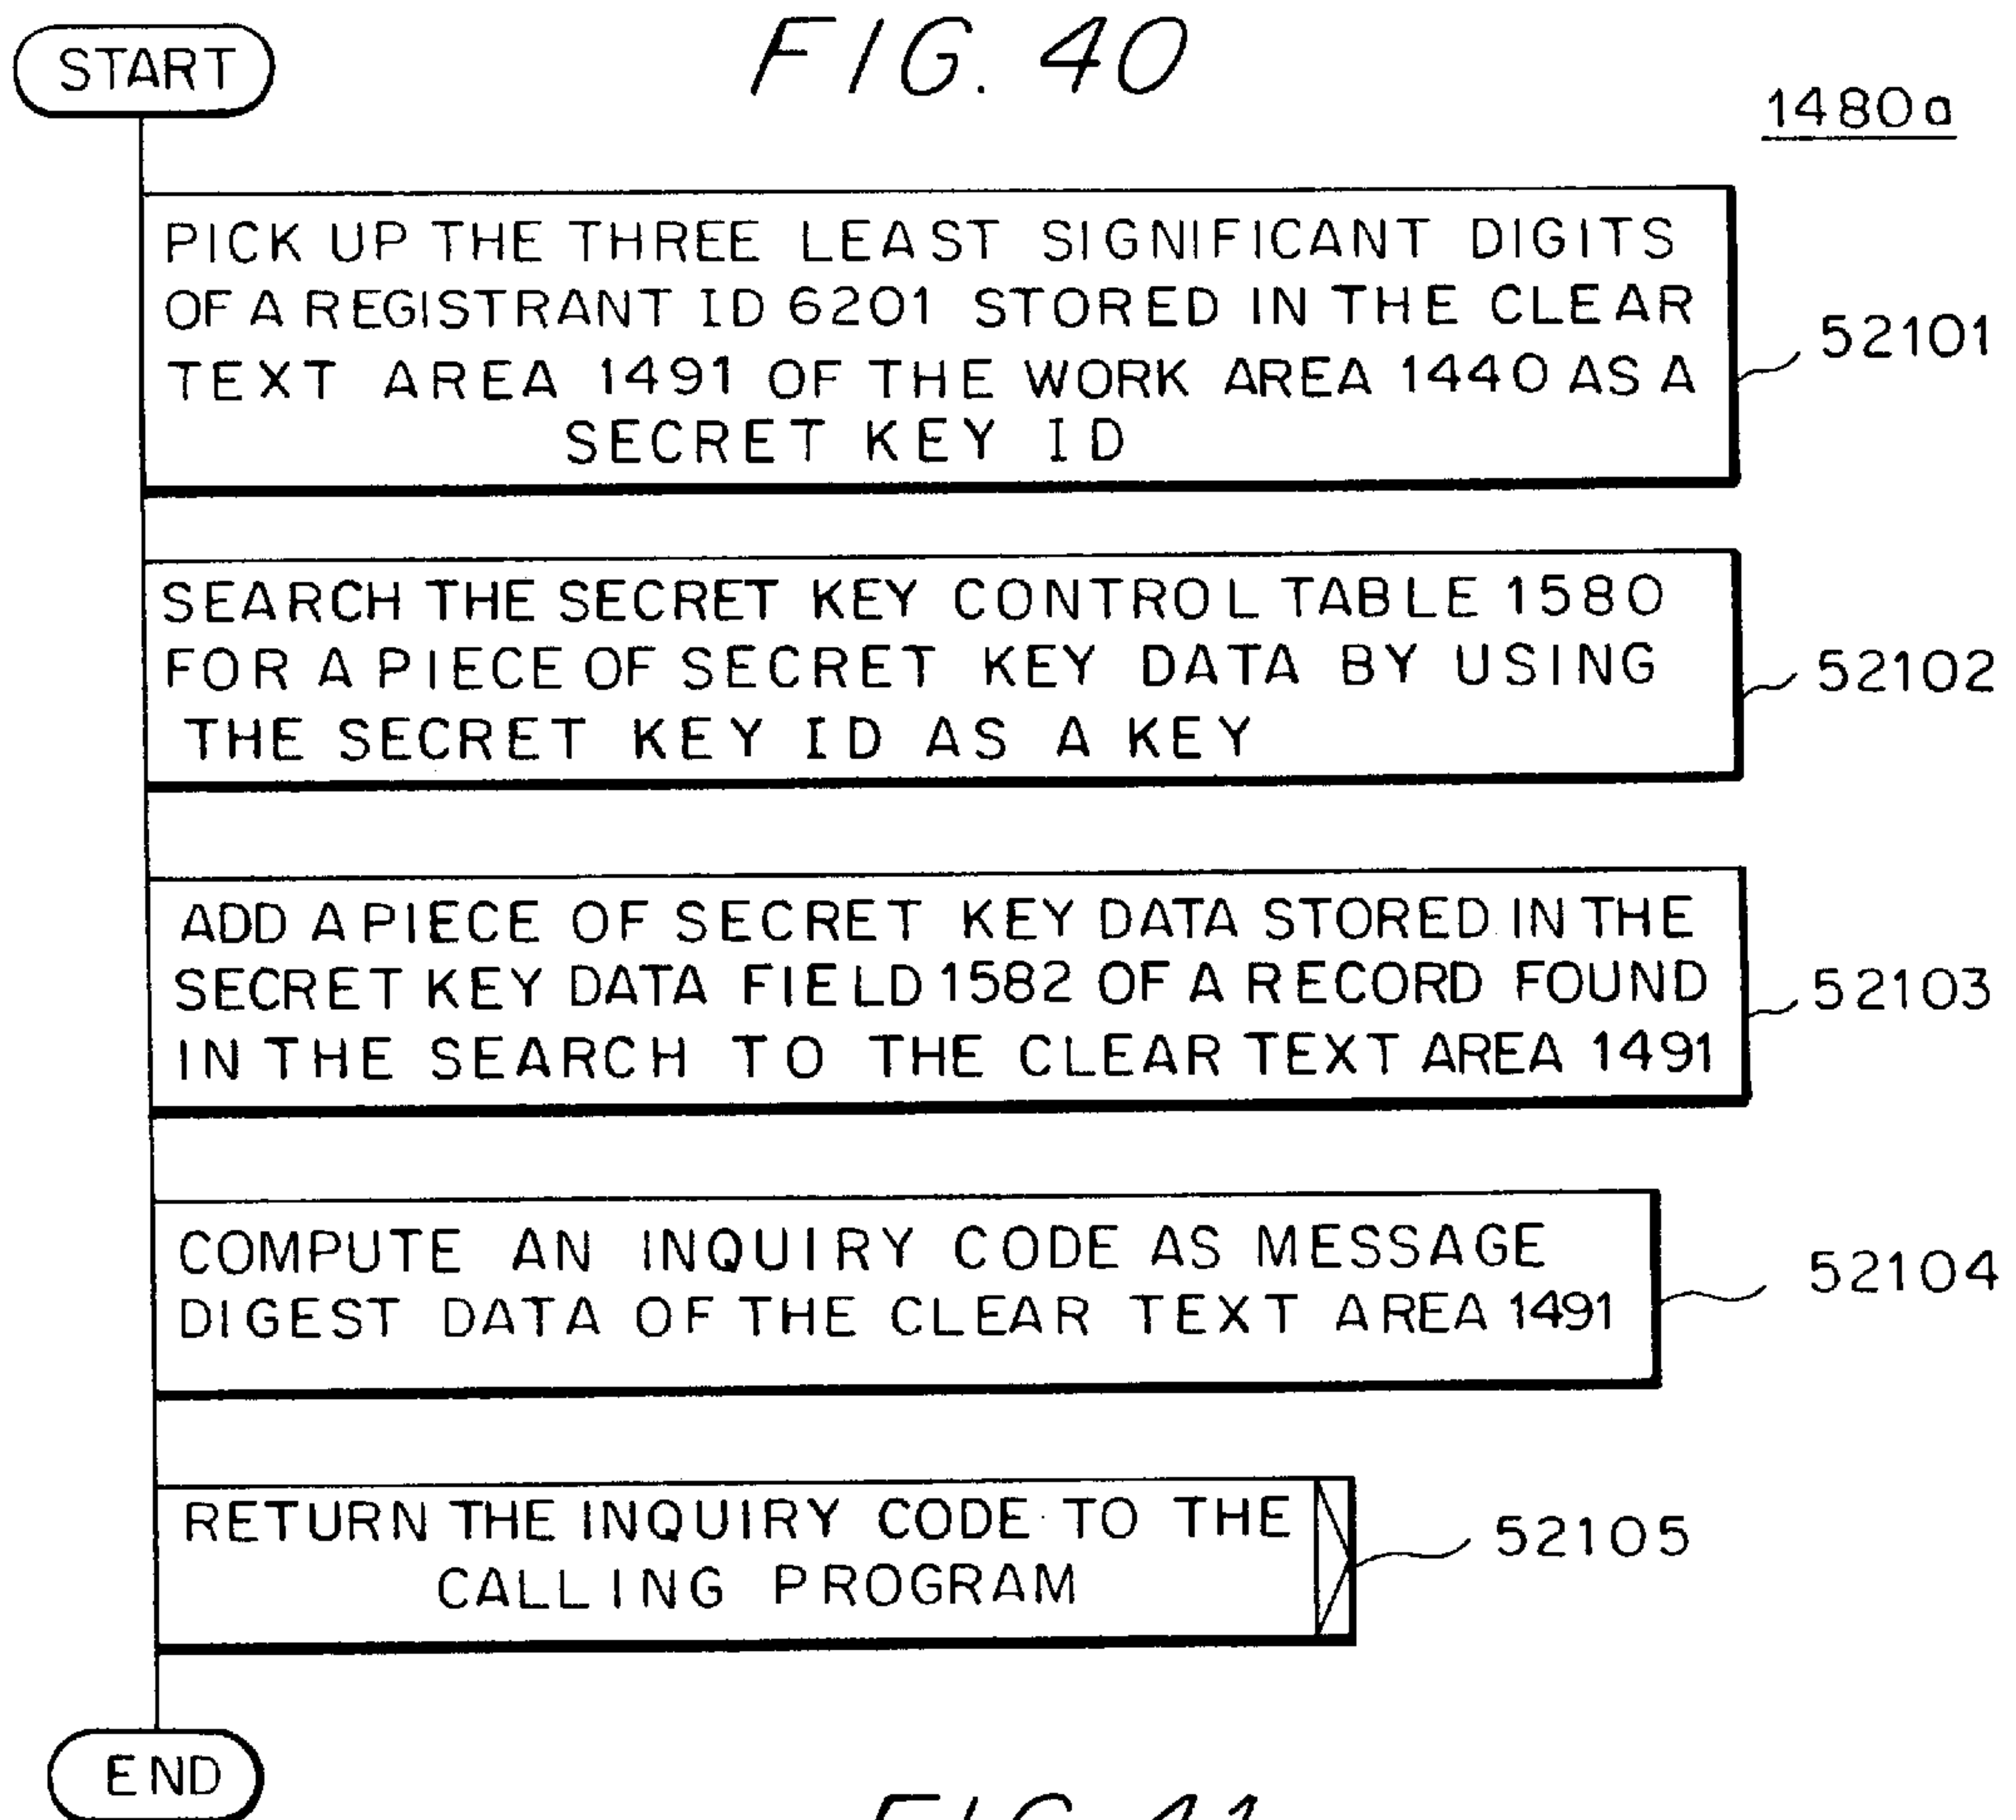 START
FIG. 40
1480a
PICK UP THE THREE LEAST SIGNIFICANT DIGITS
OF A REGISTRANT ID 6201 STORED IN THE CLEAR
TEXT AREA 1491 OF THE WORK AREA 1440 AS A
SECRET KEY ID
52101
SEARCH THE SECRET KEY CONTROL TABLE 1580
FOR A PIECE OF SECRET KEY DATA BY USING
THE SECRET KEY ID AS A KEY
52102
ADD A PIECE OF SECRET KEY DATA STORED IN THE
SECRET KEY DATA FIELD 1582 OF A RECORD FOUND
IN THE SEARCH TO THE CLEAR TEXT AREA 1491
52103
COMPUTE AN INQUIRY CODE AS MESSAGE
DIGEST DATA OF THE CLEAR TEXT AREA 1491
52104
RETURN THE INQUIRY CODE TO THE
CALLING PROGRAM
52105
END
FIG. 41